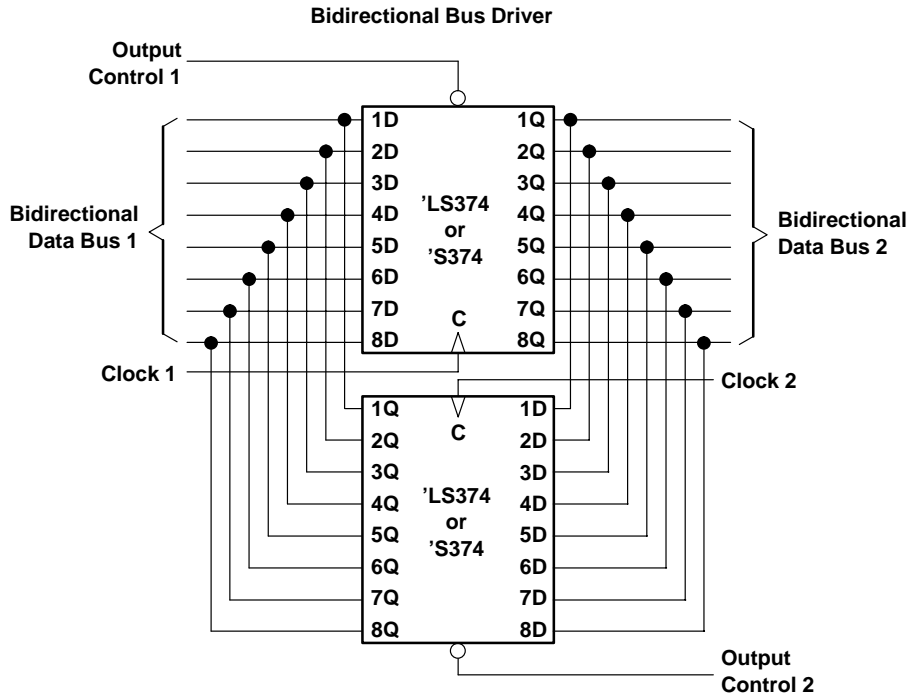 Bidirectional Bus Driver
Output
Control 1
1D 1Q
2D 2Q
3D 3Q
4D 4Q
5D 5Q
6D 6Q
7D 7Q
8D 8Q
’LS374
or
’S374
C
Bidirectional
Data Bus 1
Bidirectional
Data Bus 2
Clock 1
Clock 2
C
1Q 1D
2Q 2D
3Q 3D
4Q 4D
5Q 5D
6Q 6D
7Q 7D
8Q 8D
’LS374
or
’S374
Output
Control 2